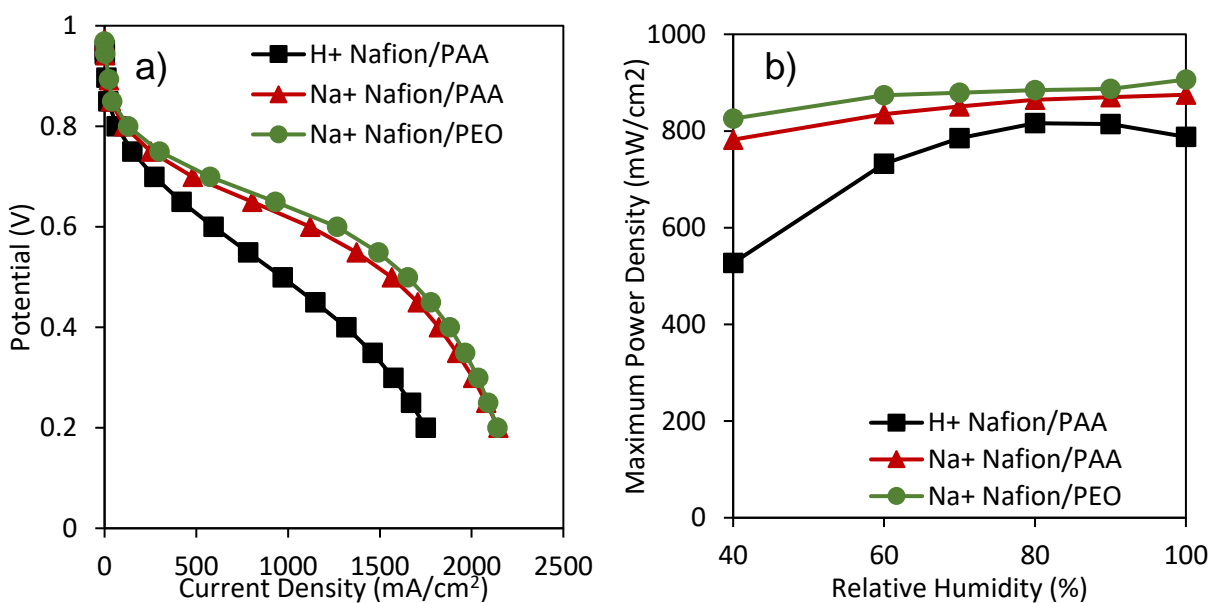 a)
H+ Nafion/PAA
Na+ Nafion/PAA
Na+ Nafion/PEO
Potential (V)
1
0.8
0.6
0.4
0.2
0
0 500 1000 1500 2000 2500
Current Density (mA/cm²)
b)
Maximum Power Density (mW/cm2)
1000
800
600
400
200
0
H+ Nafion/PAA
Na+ Nafion/PAA
Na+ Nafion/PEO
40 60 80 100
Relative Humidity (%)